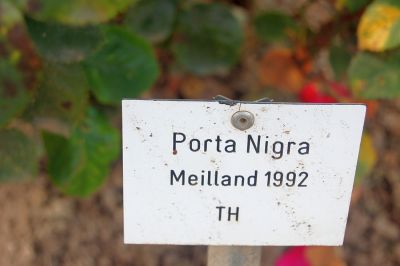 Porta Nigra
Meilland 1992
TH